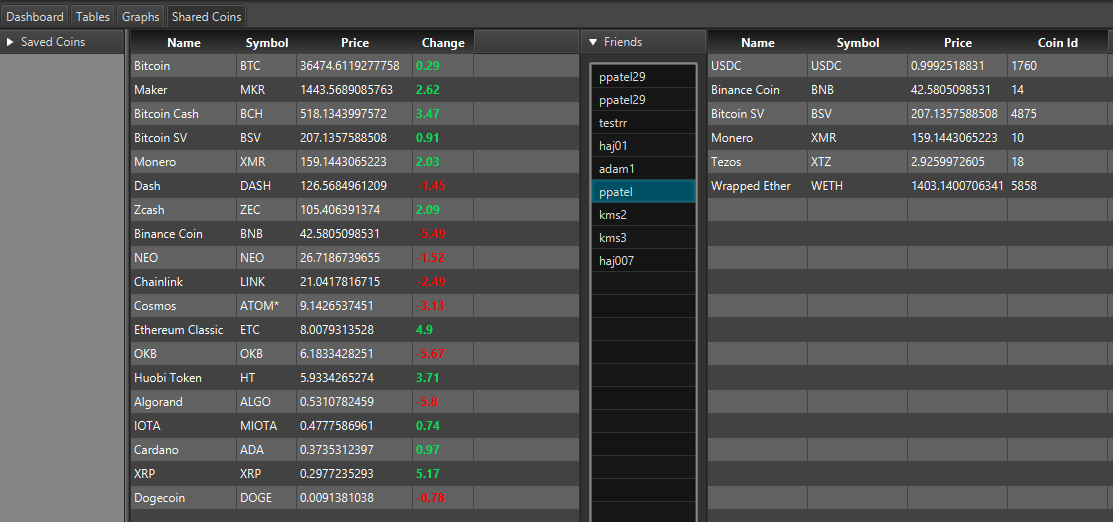 Dashboard Tables Graphs Shared Coins
Saved Coins
Name Symbol Price Change
Bitcoin BTC 36474.6119277758 0.29
Maker MKR 1443.5689085763 2.62
Bitcoin Cash BCH 518.1343997572 3.47
Bitcoin SV BSV 207.1357588508 0.91
Monero XMR 159.1443065223 2.03
Dash DASH 126.5684961209 -1.45
Zcash ZEC 105.406391374 2.09
Binance Coin BNB 42.5805098531 -5.49
NEO NEO 26.7186739655 -1.52
Chainlink LINK 21.0417816715 -2.49
Cosmos ATOM* 9.1426537451 -3.13
Ethereum Classic ETC 8.0079313528 4.9
OKB OKB 6.1833428251 -5.67
Huobi Token HT 5.9334265274 3.71
Algorand ALGO 0.5310782459 -5.8
IOTA MIOTA 0.4777586961 0.74
Cardano ADA 0.3735312397 0.97
XRP XRP 0.2977235293 5.17
Dogecoin DOGE 0.0091381038 -0.78
Friends
ppatel29
ppatel29
testrr
haj01
adam1
ppatel
kms2
kms3
haj007
Name Symbol Price Coin Id
USDC USDC 0.9992518831 1760
Binance Coin BNB 42.5805098531 14
Bitcoin SV BSV 207.1357588508 4875
Monero XMR 159.1443065223 10
Tezos XTZ 2.9259972605 18
Wrapped Ether WETH 1403.1400706341 5858